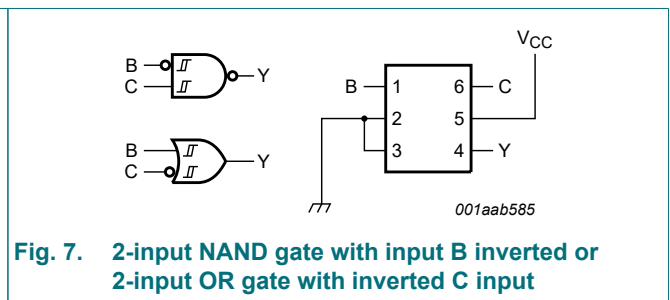 B
C
Y
B
C
Y
V_CC
B 1 6 C
2 5
3 4 Y
001aab585
Fig. 7. 2-input NAND gate with input B inverted or
2-input OR gate with inverted C input